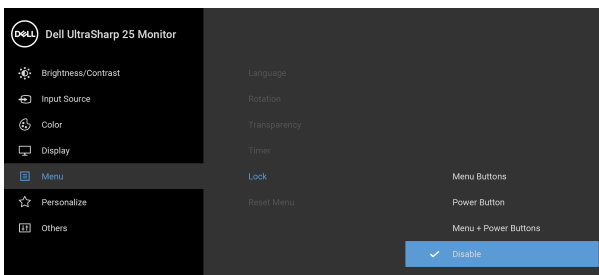 DELL
Dell UltraSharp 25 Monitor
Brightness/Contrast
Input Source
Color
Display
Menu
Personalize
Others
Language
Rotation
Transparency
Timer
Lock
Reset Menu
Menu Buttons
Power Button
Menu + Power Buttons
Disable